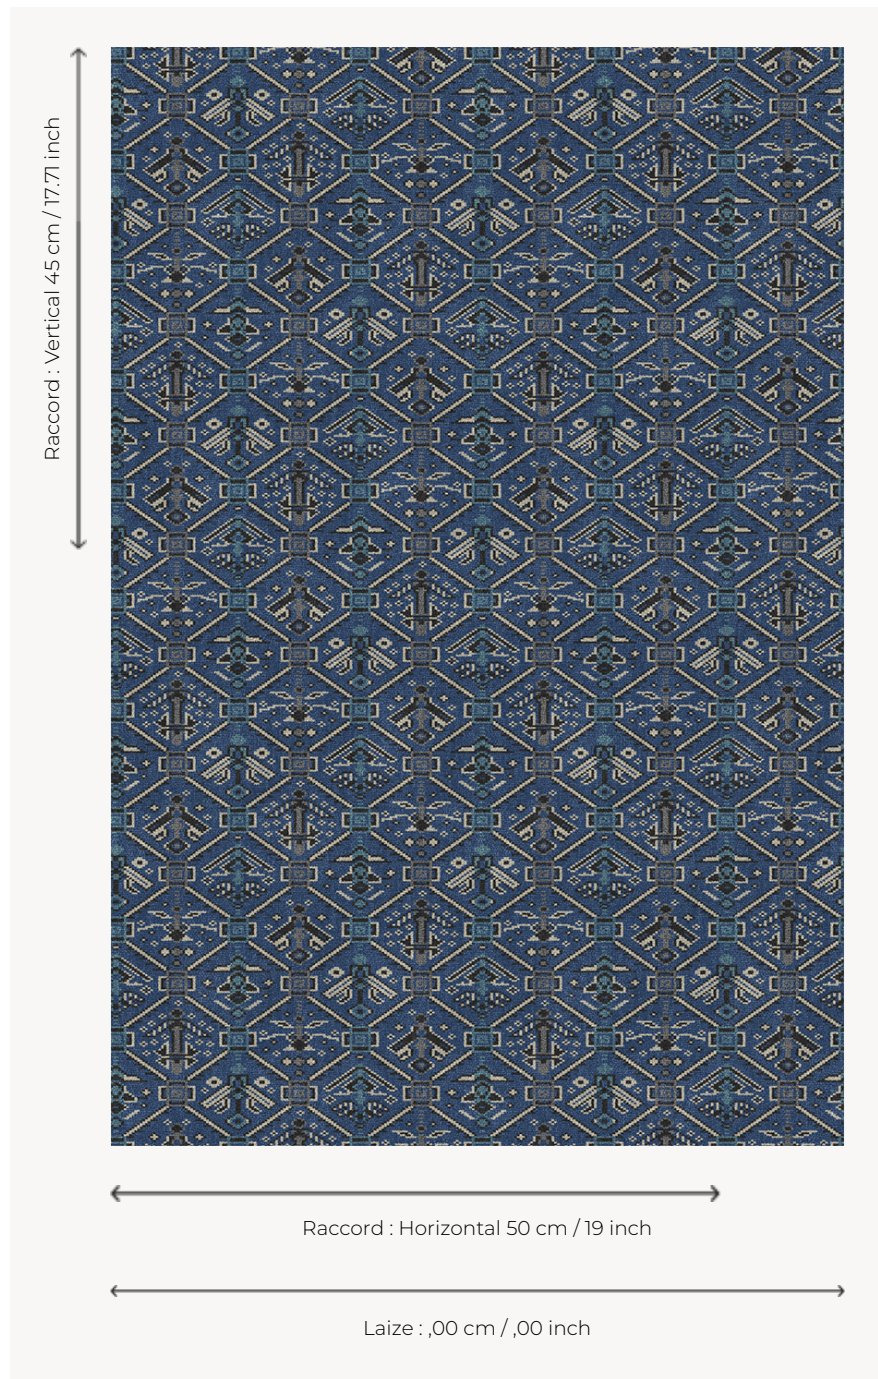 Raccord : Vertical 45 cm / 17.71 inch
Raccord : Horizontal 50 cm / 19 inch
Laize : ,00 cm / ,00 inch